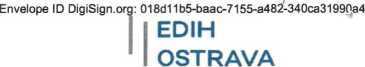 Envelope ID DigiSign.org: 018d11b5-baac-7155-a482-340ca31990a4
EDIH
OSTRAVA